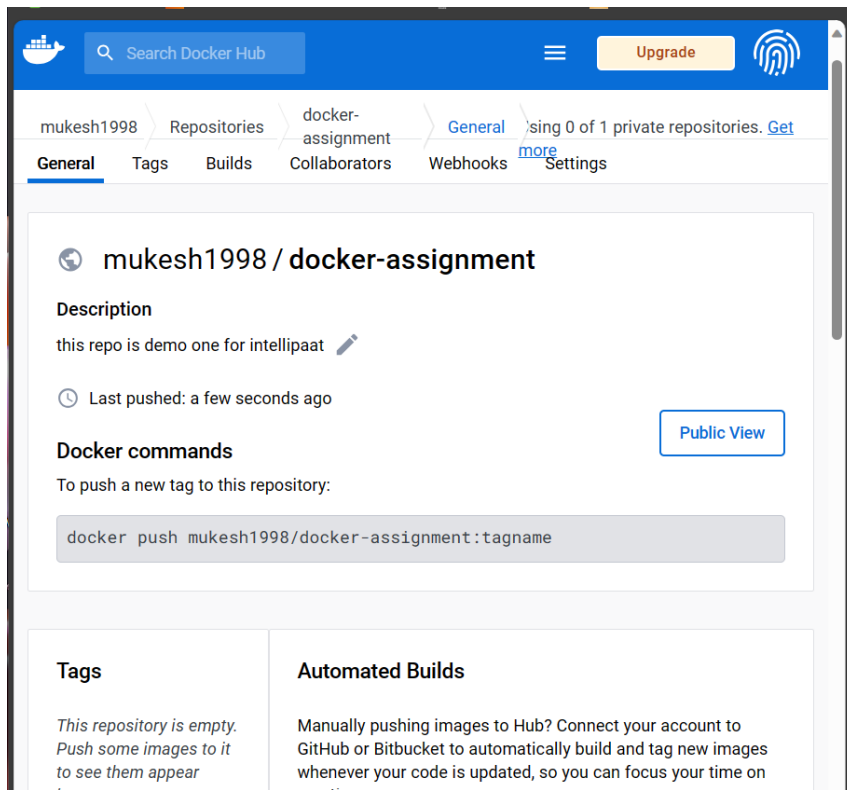 Search Docker Hub
Upgrade
mukesh1998
Repositories
docker-
assignment
General
sing 0 of 1 private repositories. Get
more
General
Tags
Builds
Collaborators
Webhooks
Settings
mukesh1998 / docker-assignment
Description
this repo is demo one for intellipaat
Last pushed: a few seconds ago
Public View
Docker commands
To push a new tag to this repository:
docker push mukesh1998/docker-assignment:tagname
Tags
This repository is empty.
Push some images to it
to see them appear
Automated Builds
Manually pushing images to Hub? Connect your account to
GitHub or Bitbucket to automatically build and tag new images
whenever your code is updated, so you can focus your time on